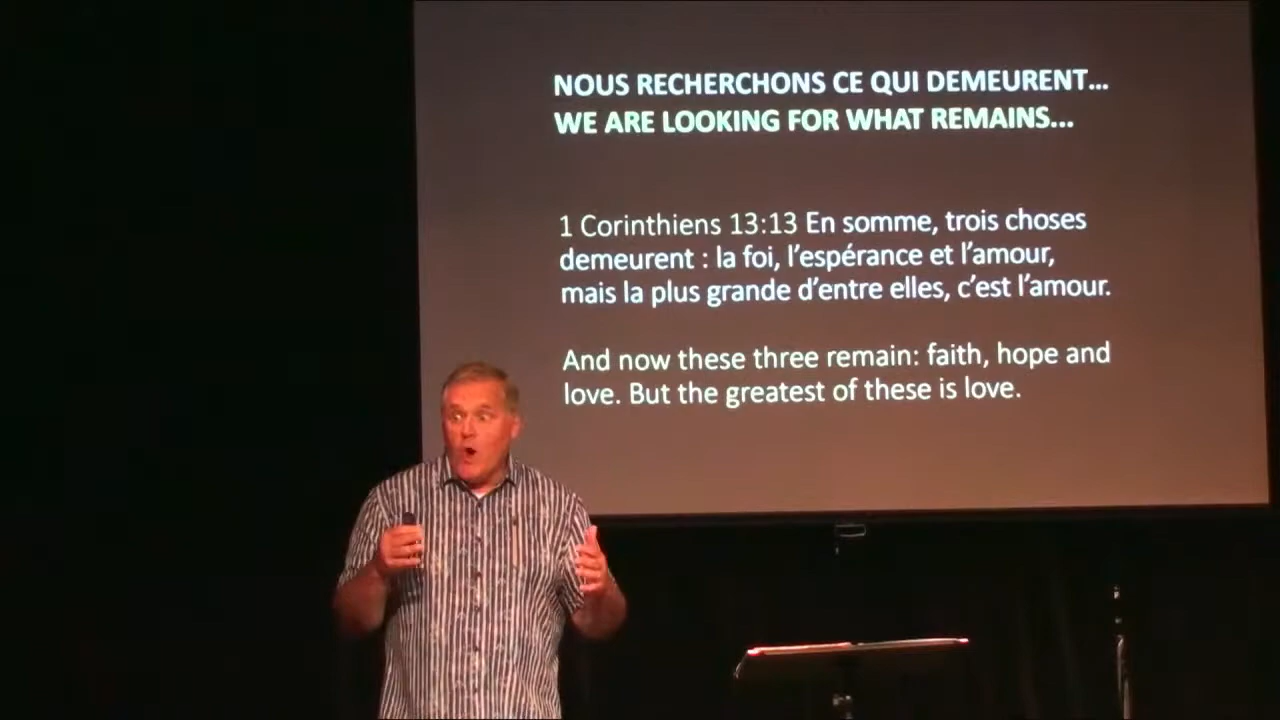 NOUS RECHERCHONS CE QUI DEMEURENT...
WE ARE LOOKING FOR WHAT REMAINS...
1 Corinthiens 13:13 En somme, trois choses
demeurent : la foi, l’espérance et l’amour,
mais la plus grande d’entre elles, c’est l’amour.
And now these three remain: faith, hope and
love. But the greatest of these is love.